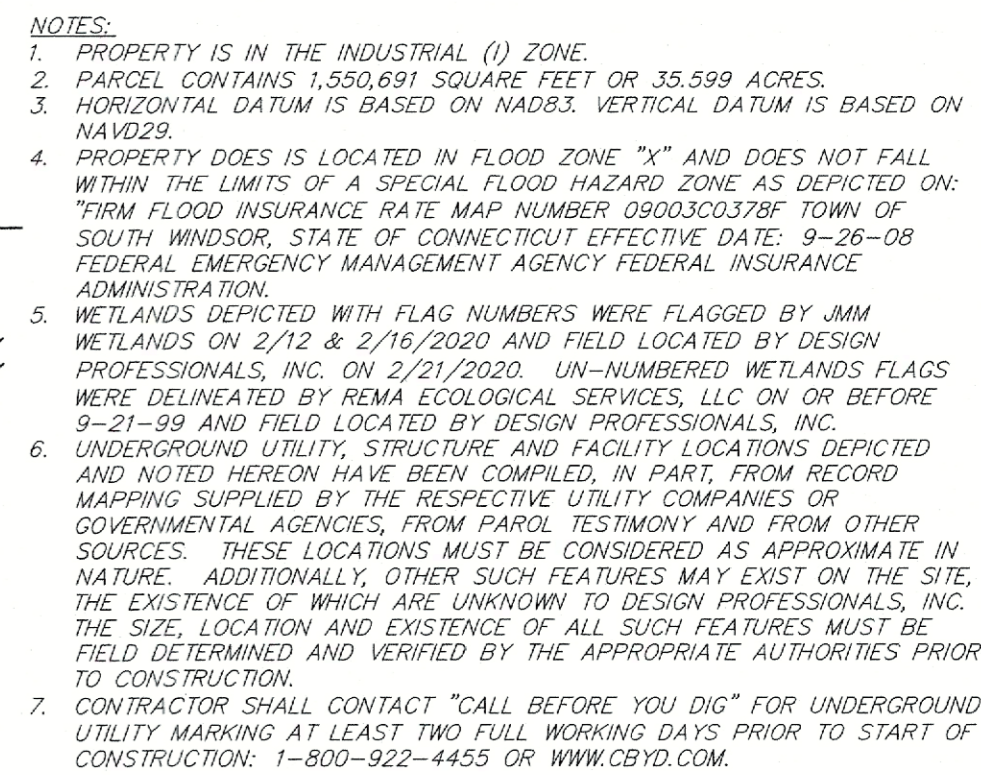 NOTES:
1. PROPERTY IS IN THE INDUSTRIAL (I) ZONE.
2. PARCEL CONTAINS 1,550,691 SQUARE FEET OR 35.599 ACRES.
3. HORIZONTAL DATUM IS BASED ON NAD83. VERTICAL DATUM IS BASED ON
NAVD29.
4. PROPERTY DOES IS LOCATED IN FLOOD ZONE "X" AND DOES NOT FALL
WITHIN THE LIMITS OF A SPECIAL FLOOD HAZARD ZONE AS DEPICTED ON:
"FIRM FLOOD INSURANCE RATE MAP NUMBER 09003C0378F TOWN OF
SOUTH WINDSOR, STATE OF CONNECTICUT EFFECTIVE DATE: 9-26-08
FEDERAL EMERGENCY MANAGEMENT AGENCY FEDERAL INSURANCE
ADMINISTRATION.
5. WETLANDS DEPICTED WITH FLAG NUMBERS WERE FLAGGED BY JMM
WETLANDS ON 2/12 & 2/16/2020 AND FIELD LOCATED BY DESIGN
PROFESSIONALS, INC. ON 2/21/2020. UN-NUMBERED WETLANDS FLAGS
WERE DELINEATED BY REMA ECOLOGICAL SERVICES, LLC ON OR BEFORE
9-21-99 AND FIELD LOCATED BY DESIGN PROFESSIONALS, INC.
6. UNDERGROUND UTILITY, STRUCTURE AND FACILITY LOCATIONS DEPICTED
AND NOTED HEREON HAVE BEEN COMPILED, IN PART, FROM RECORD
MAPPING SUPPLIED BY THE RESPECTIVE UTILITY COMPANIES OR
GOVERNMENTAL AGENCIES, FROM PAROL TESTIMONY AND FROM OTHER
SOURCES. THESE LOCATIONS MUST BE CONSIDERED AS APPROXIMATE IN
NATURE. ADDITIONALLY, OTHER SUCH FEATURES MAY EXIST ON THE SITE,
THE EXISTENCE OF WHICH ARE UNKNOWN TO DESIGN PROFESSIONALS, INC.
THE SIZE, LOCATION AND EXISTENCE OF ALL SUCH FEATURES MUST BE
FIELD DETERMINED AND VERIFIED BY THE APPROPRIATE AUTHORITIES PRIOR
TO CONSTRUCTION.
7. CONTRACTOR SHALL CONTACT "CALL BEFORE YOU DIG" FOR UNDERGROUND
UTILITY MARKING AT LEAST TWO FULL WORKING DAYS PRIOR TO START OF
CONSTRUCTION: 1-800-922-4455 OR WWW.CBYD.COM.